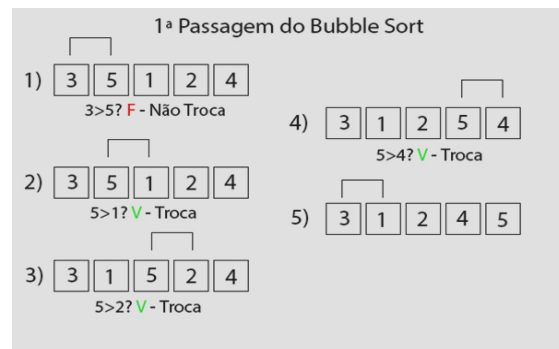 1ª Passagem do Bubble Sort
1) 3 5 1 2 4
3>5? F - Não Troca
2) 3 5 1 2 4
5>1? V - Troca
3) 3 1 5 2 4
5>2? V - Troca
4) 3 1 2 5 4
5>4? V - Troca
5) 3 1 2 4 5